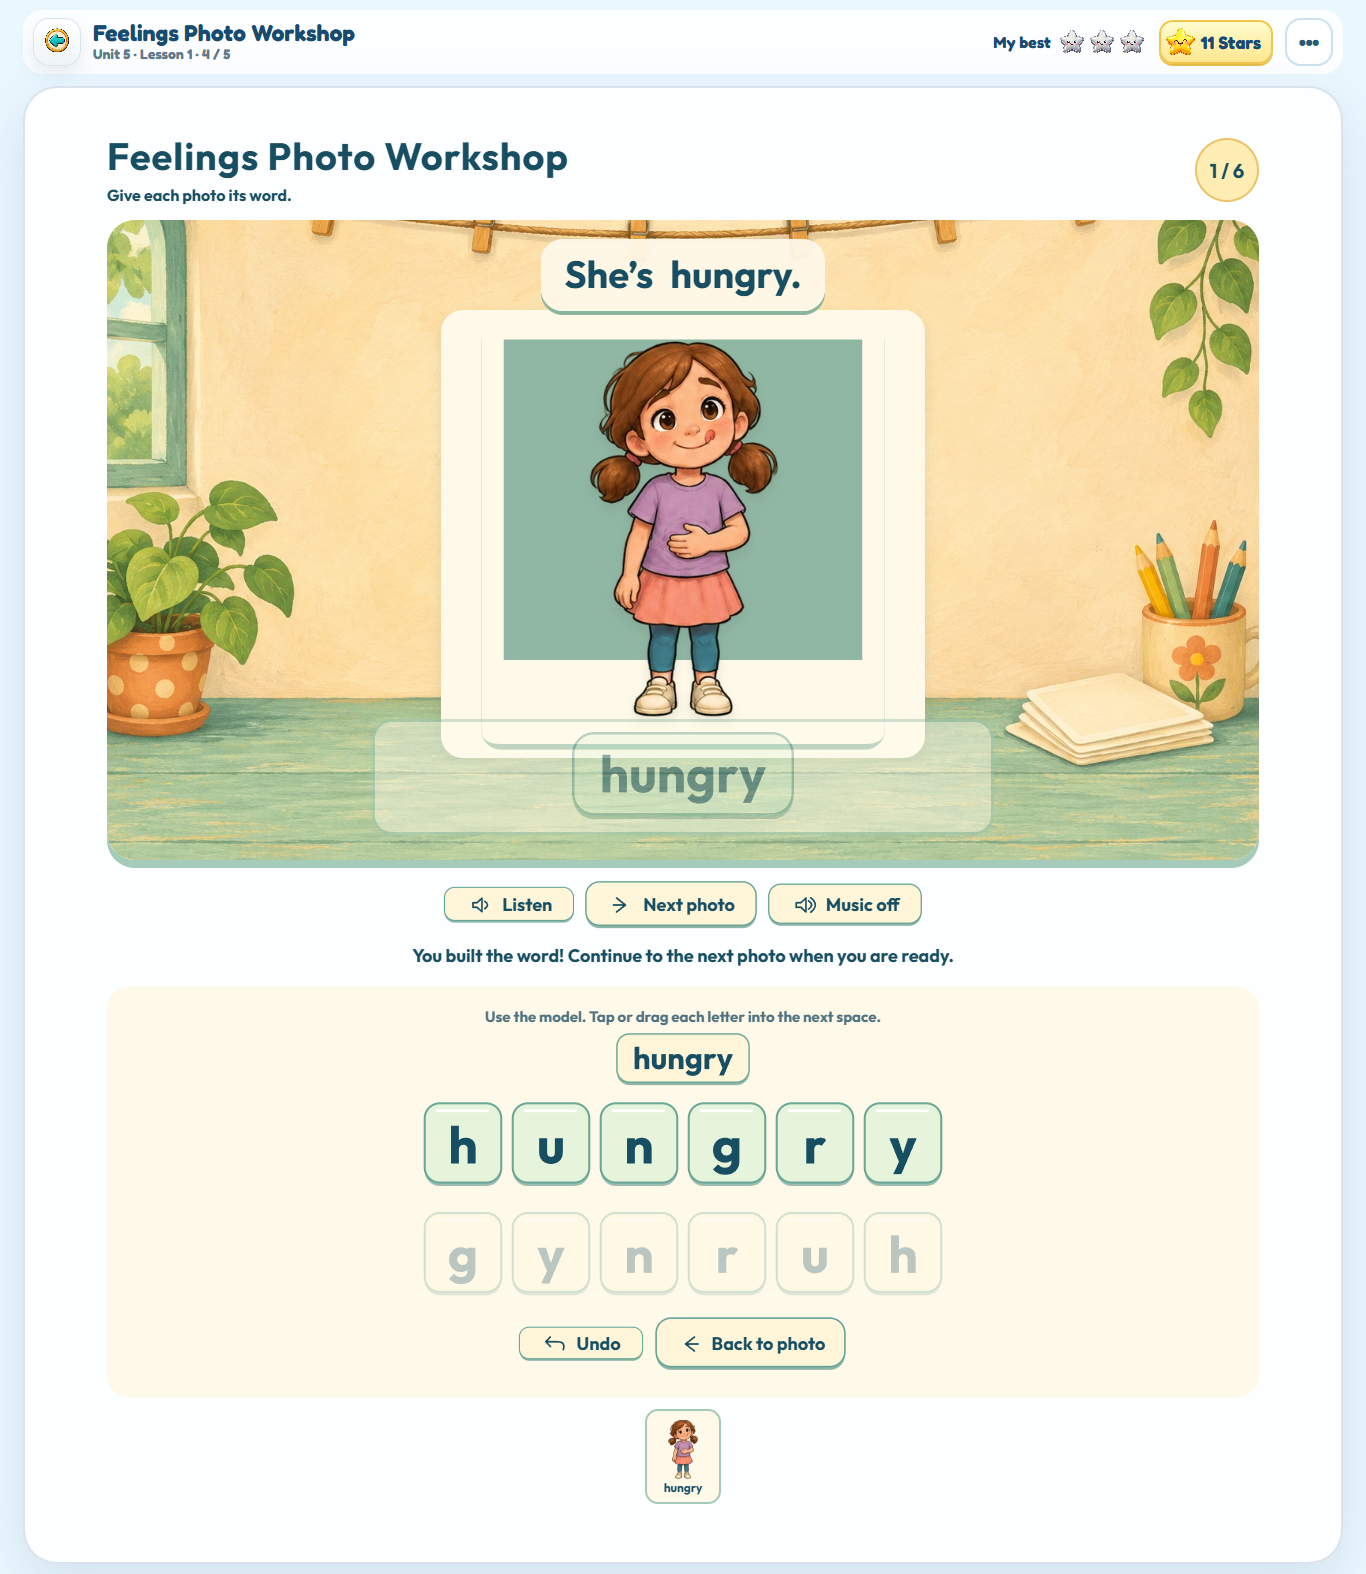 Feelings Photo Workshop
Unit 5 · Lesson 1 · 4 / 5
My best
11 Stars
Feelings Photo Workshop
Give each photo its word.
1 / 6
She’s hungry.
hungry
Listen
Next photo
Music off
You built the word! Continue to the next photo when you are ready.
Use the model. Tap or drag each letter into the next space.
hungry
h u n g r y
g y n r u h
Undo
Back to photo
hungry